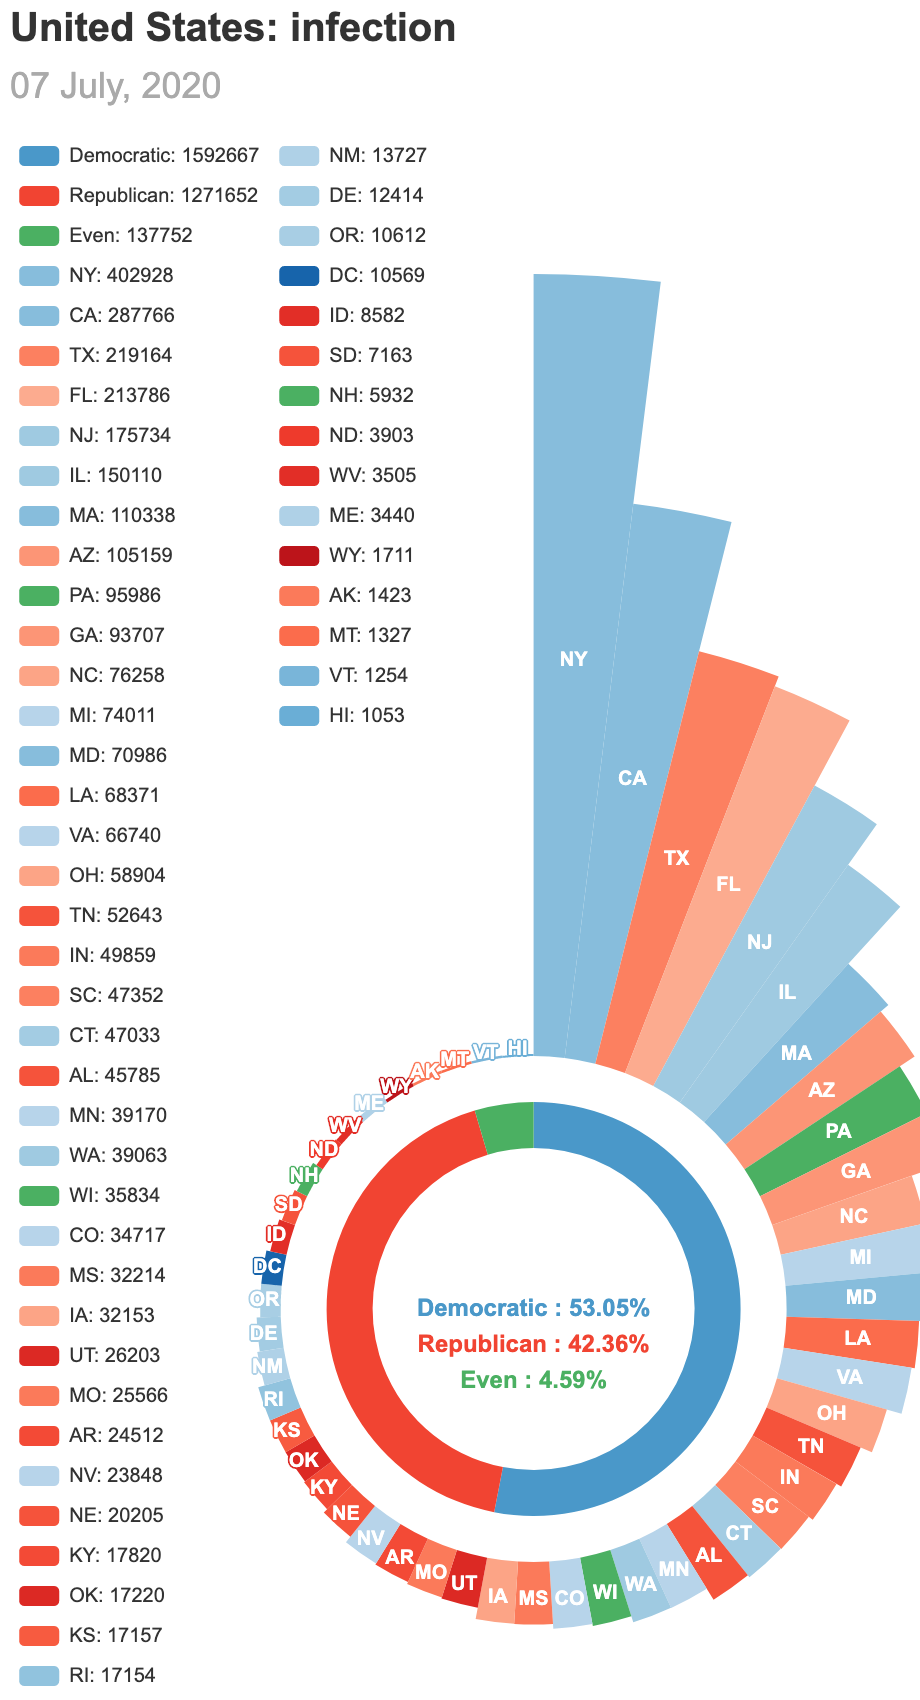 United States: infection
07 July, 2020
Democratic: 1592667
Republican: 1271652
Even: 137752
NY: 402928
CA: 287766
TX: 219164
FL: 213786
NJ: 175734
IL: 150110
MA: 110338
AZ: 105159
PA: 95986
GA: 93707
NC: 76258
MI: 74011
MD: 70986
LA: 68371
VA: 66740
OH: 58904
TN: 52643
IN: 49859
SC: 47352
CT: 47033
AL: 45785
MN: 39170
WA: 39063
WI: 35834
CO: 34717
MS: 32214
IA: 32153
UT: 26203
MO: 25566
AR: 24512
NV: 23848
NE: 20205
KY: 17820
OK: 17220
KS: 17157
RI: 17154
NM: 13727
DE: 12414
OR: 10612
DC: 10569
ID: 8582
SD: 7163
NH: 5932
ND: 3903
WV: 3505
ME: 3440
WY: 1711
AK: 1423
MT: 1327
VT: 1254
HI: 1053
NY
CA
TX
FL
NJ
IL
MA
AZ
PA
GA
NC
MI
MD
LA
VA
OH
TN
IN
SC
CT
AL
MN
WA
WI
CO
MS
IA
UT
MO
AR
NV
NE
KY
OK
KS
RI
NM
DE
OR
DC
ID
SD
NH
ND
WV
ME
WY
AK
MT
VT
HI
Democratic : 53.05%
Republican : 42.36%
Even : 4.59%